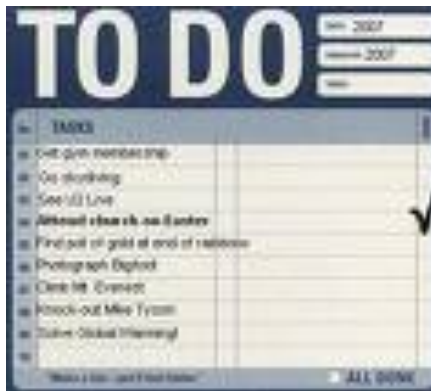 TO DO
2007
2007
TASKS
Get gym membership
Go skydiving
See U2 Live
Attend church on Easter
Find pot of gold at end of rainbow
Photograph Bigfoot
Climb Mt. Everest
Knock-out Mike Tyson
Solve Global Warming!
ALL DONE